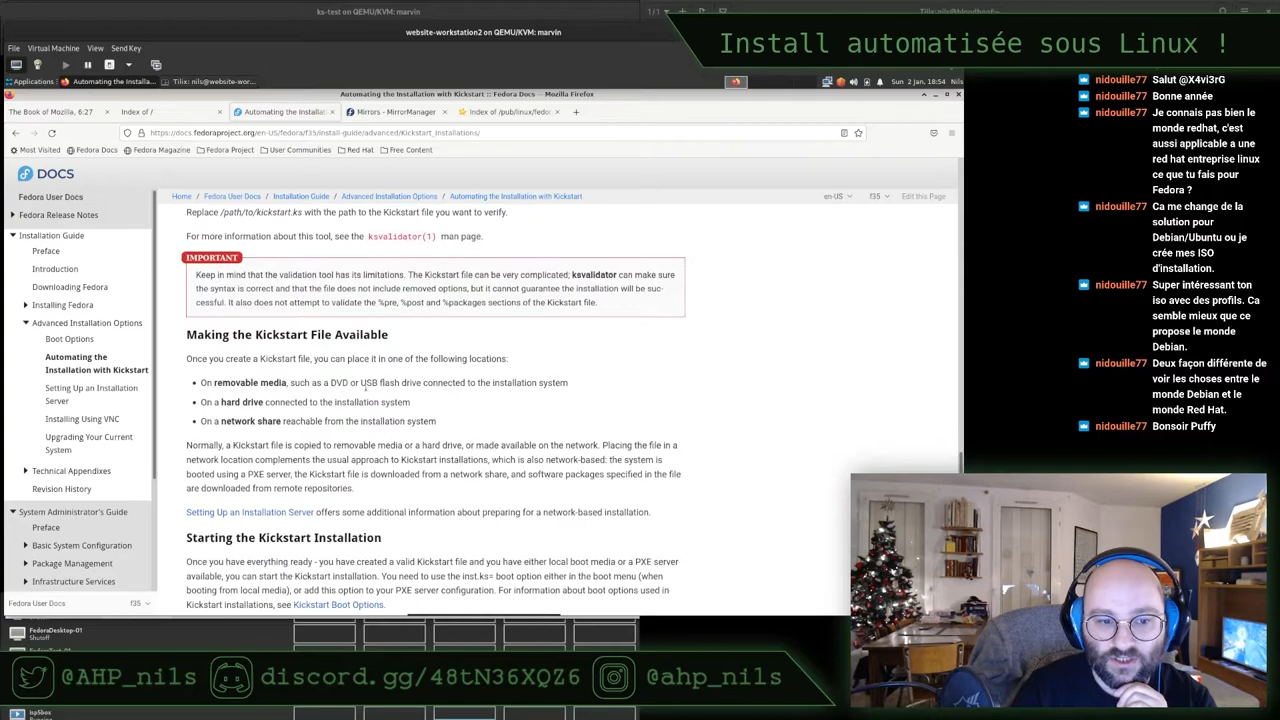 ks-test on QEMU/KVM: marvin
1/1
website-workstation2 on QEMU/KVM: marvin
File Virtual Machine View Send Key
Applications Automating the Installa... Tilix: nils@website-wor...
Sun 2 Jan, 18:54 Nils
Automating the Installation with Kickstart :: Fedora Docs — Mozilla Firefox
The Book of Mozilla, 6:27
Index of /
Automating the Installat
Mirrors - MirrorManager
Index of /pub/linux/fedor
https://docs.fedoraproject.org/en-US/fedora/f35/install-guide/advanced/Kickstart_Installations/
Most Visited Fedora Docs Fedora Magazine Fedora Project User Communities Red Hat Free Content
DOCS
Fedora User Docs
Fedora Release Notes
Installation Guide
Preface
Introduction
Downloading Fedora
Installing Fedora
Advanced Installation Options
Boot Options
Automating the
Installation with Kickstart
Setting Up an Installation
Server
Installing Using VNC
Upgrading Your Current
System
Technical Appendixes
Revision History
System Administrator's Guide
Preface
Basic System Configuration
Package Management
Infrastructure Services
Fedora User Docs f35
Home Fedora User Docs Installation Guide Advanced Installation Options Automating the Installation with Kickstart
en-US f35 Edit this Page
Replace /path/to/kickstart.ks with the path to the Kickstart file you want to verify.
For more information about this tool, see the ksvalidator(1) man page.
IMPORTANT
Keep in mind that the validation tool has its limitations. The Kickstart file can be very complicated; ksvalidator can make sure
the syntax is correct and that the file does not include removed options, but it cannot guarantee the installation will be suc-
cessful. It also does not attempt to validate the %pre, %post and %packages sections of the Kickstart file.
Making the Kickstart File Available
Once you create a Kickstart file, you can place it in one of the following locations:
• On removable media, such as a DVD or USB flash drive connected to the installation system
• On a hard drive connected to the installation system
• On a network share reachable from the installation system
Normally, a Kickstart file is copied to removable media or a hard drive, or made available on the network. Placing the file in a
network location complements the usual approach to Kickstart installations, which is also network-based: the system is
booted using a PXE server, the Kickstart file is downloaded from a network share, and software packages specified in the file
are downloaded from remote repositories.
Setting Up an Installation Server offers some additional information about preparing for a network-based installation.
Starting the Kickstart Installation
Once you have everything ready - you have created a valid Kickstart file and you have either local boot media or a PXE server
available, you can start the Kickstart installation. You need to use the inst.ks= boot option either in the boot menu (when
booting from local media), or add this option to your PXE server configuration. For information about boot options used in
Kickstart installations, see Kickstart Boot Options.
FedoraDesktop-01
Shutoff
Install automatisée sous Linux !
nidouille77 Salut @X4vi3rG
nidouille77 Bonne année
nidouille77 Je connais pas bien le
monde redhat, c'est
aussi applicable a une
red hat entreprise linux
ce que tu fais pour
Fedora ?
nidouille77 Ca me change de la
solution pour
Debian/Ubuntu ou je
crée mes ISO
d'installation.
nidouille77 Super intéressant ton
iso avec des profils. Ca
semble mieux que ce
propose le monde
Debian.
nidouille77 Deux façon différente de
voir les choses entre le
monde Debian et le
monde Red Hat.
nidouille77 Bonsoir Puffy
@AHP_nils discord.gg/48tN36XQZ6 @ahp_nils